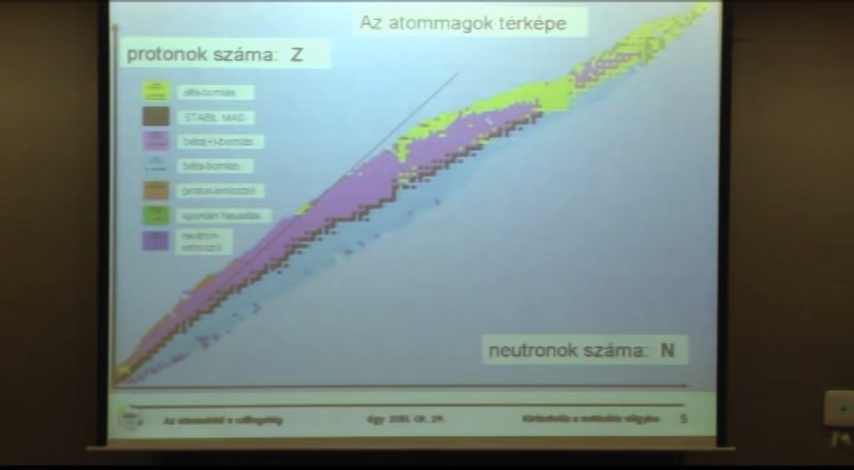 Az atommagok térképe
protonok száma: Z
alfa-bomlás
STABIL MAG
béta(+)-bomlás
béta-bomlás
proton-emisszió
spontán hasadás
neutron-
emisszió
neutronok száma: N
5